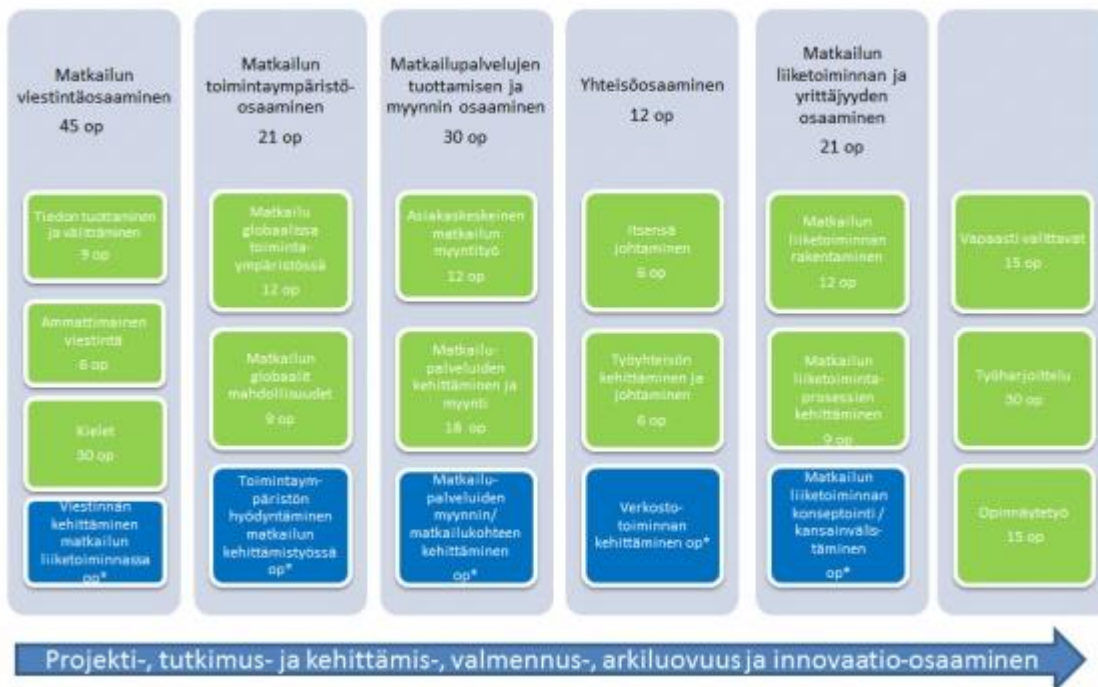 Matkailun
viestintäosaaminen
45 op
Tiedon tuottaminen
ja välittäminen
9 op
Ammattimainen
viestintä
6 op
Kielet
30 op
Viestinnän
kehittäminen
matkailun
liiketoiminnassa
op*
Matkailun
toimintaympäristö-
osaaminen
21 op
Matkailu
globaalissa
toiminta-
ympäristössä
12 op
Matkailun
globaalit
mahdollisuudet
9 op
Toimintaym-
päristön
hyödyntäminen
matkailun
kehittämistyössä
op*
Matkailupalvelujen
tuottamisen ja
myynnin osaaminen
30 op
Asiakaskeskeinen
matkailun
myyntityö
12 op
Matkailu-
palveluiden
kehittäminen ja
myynti
18 op
Matkailu-
palveluiden
myynnin/
matkailukohteen
kehittäminen
op*
Yhteisöosaaminen
12 op
Itsensä
johtaminen
6 op
Työyhteisön
kehittäminen ja
johtaminen
6 op
Verkosto-
toiminnan
kehittäminen op*
Matkailun
liiketoiminnan ja
yrittäjyyden
osaaminen
21 op
Matkailun
liiketoiminnan
rakentaminen
12 op
Matkailun
liiketoiminta-
prosessien
kehittäminen
9 op
Matkailun
liiketoiminnan
konseptointi /
kansainvälis-
täminen
op*
Vapaasti valittavat
15 op
Työharjoittelu
30 op
Opinnäytetyö
15 op
Projekti-, tutkimus- ja kehittämis-, valmennus-, arkiluovuus ja innovaatio-osaaminen